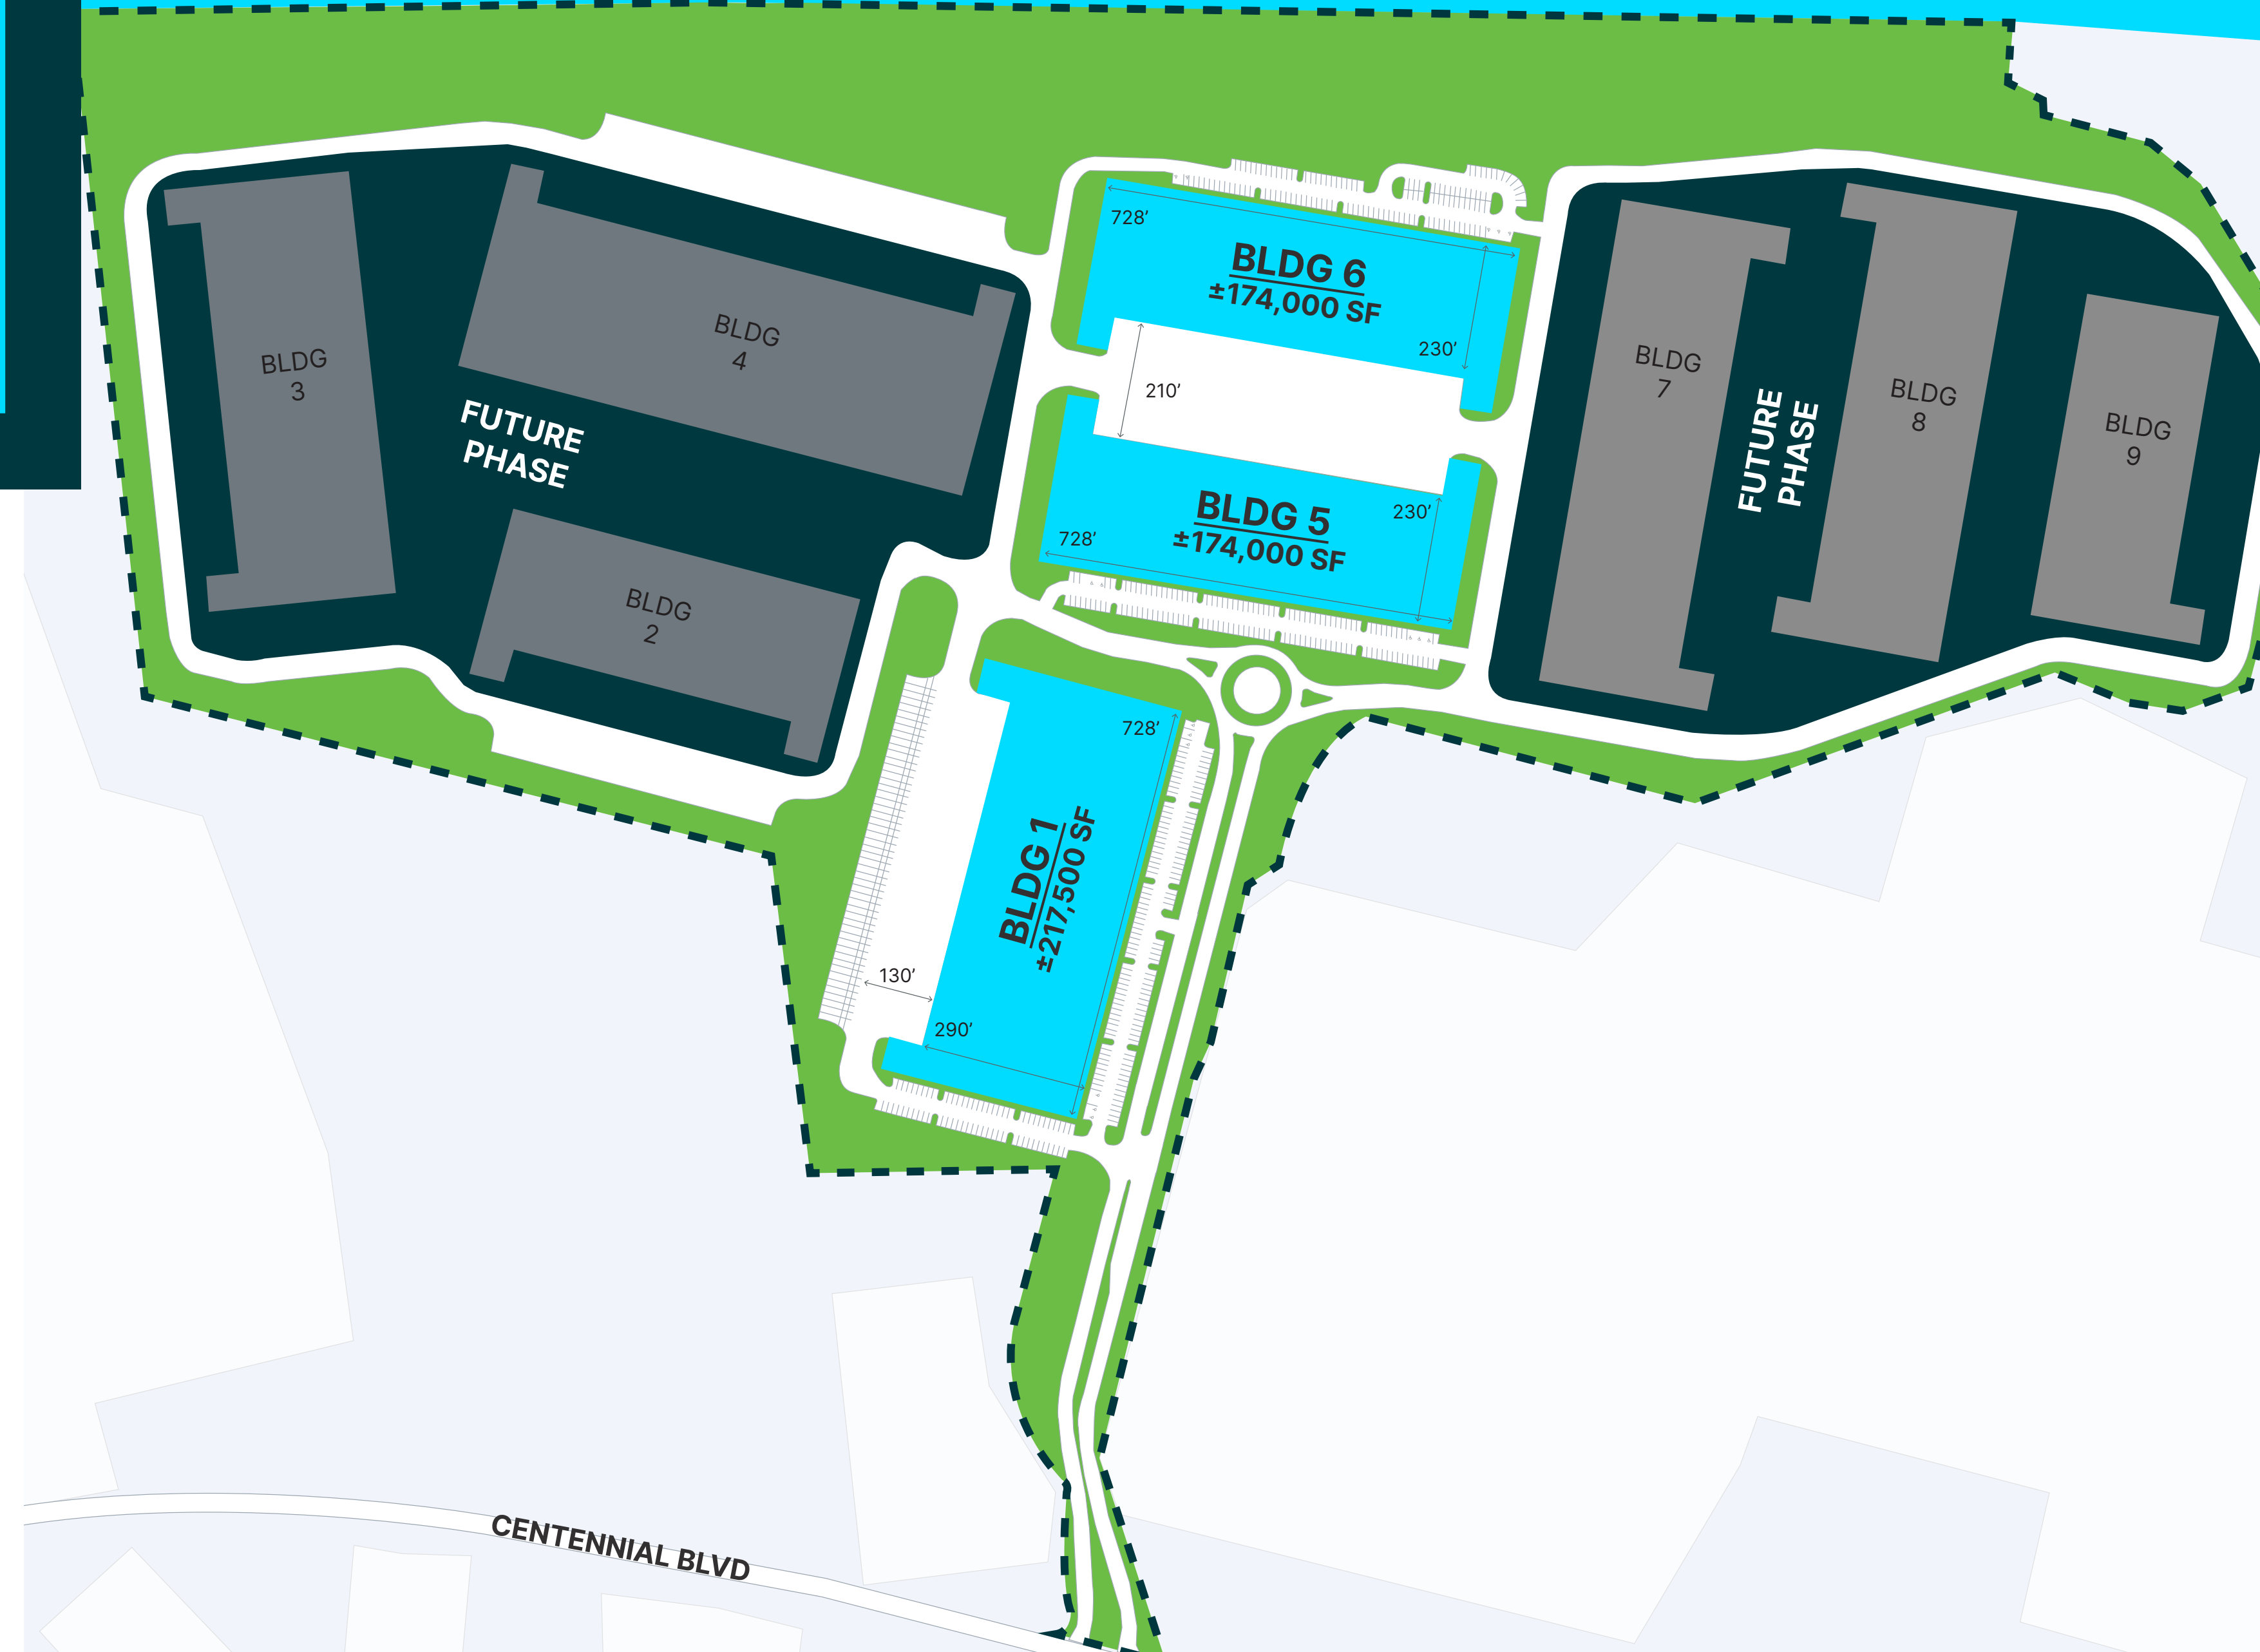 BLDG
3
BLDG
4
FUTURE
PHASE
BLDG
2
728’
BLDG 6
±174,000 SF
230’
210’
BLDG 5
±174,000 SF
230’
728’
BLDG
7
FUTURE
PHASE
BLDG
8
BLDG
9
728’
BLDG 1
±217,500 SF
130’
290’
CENTENNIAL BLVD